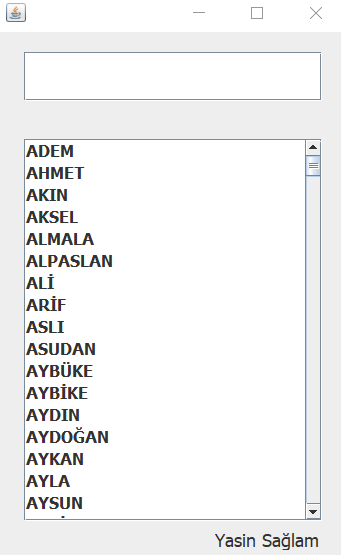 ADEM
AHMET
AKIN
AKSEL
ALMALA
ALPASLAN
ALİ
ARİF
ASLI
ASUDAN
AYBÜKE
AYBİKE
AYDIN
AYDOĞAN
AYKAN
AYLA
AYSUN
Yasin Sağlam